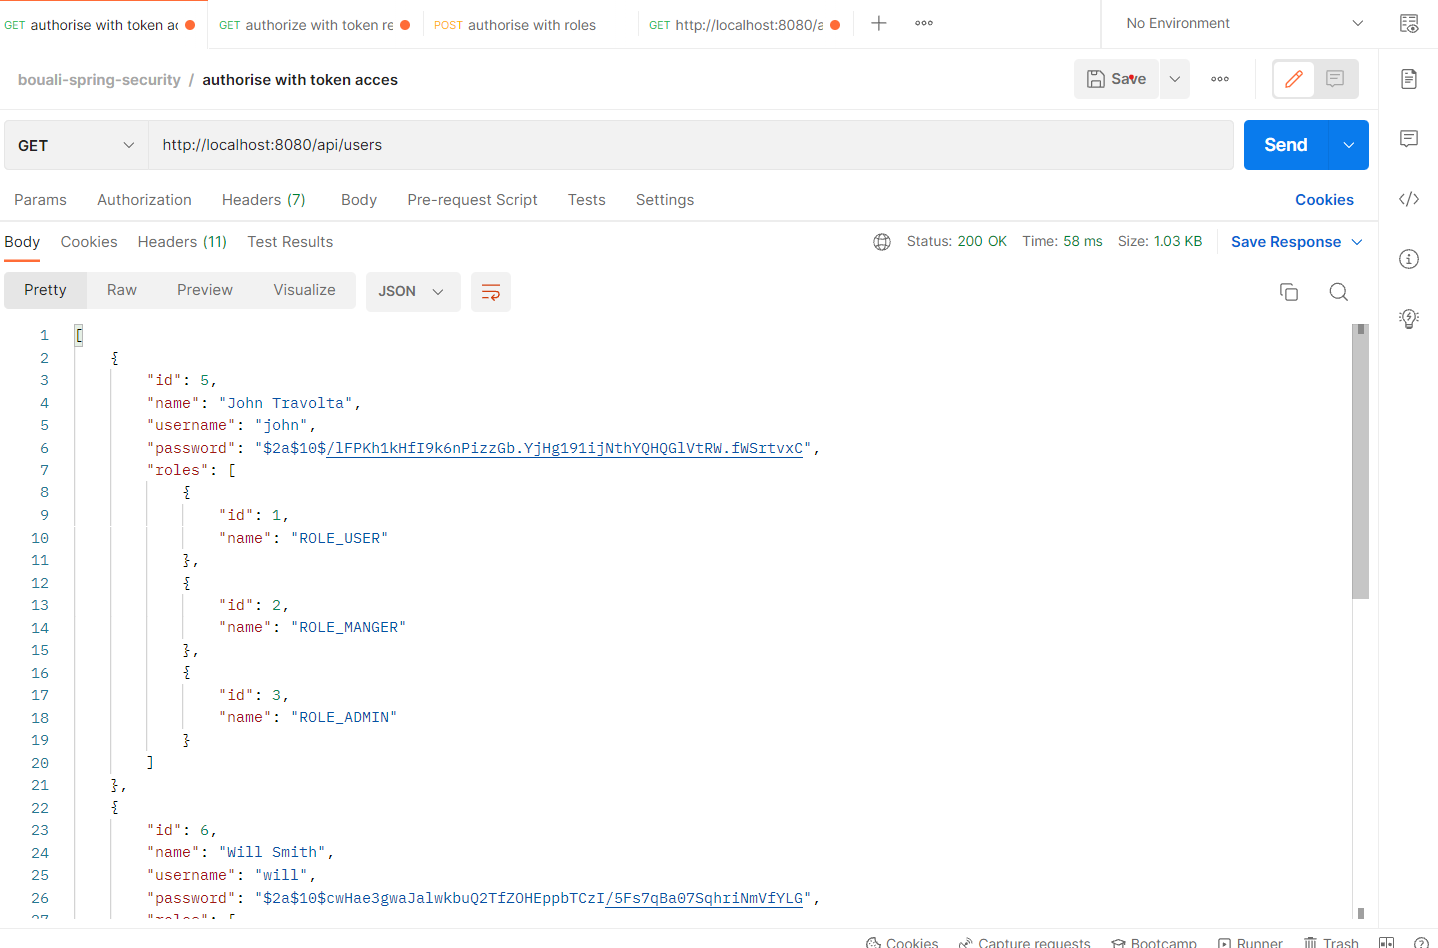 GET authorise with token ac GET authorize with token re POST authorise with roles GET http://localhost:8080/a No Environment
bouali-spring-security / authorise with token acces Save
GET http://localhost:8080/api/users Send
Params Authorization Headers (7) Body Pre-request Script Tests Settings Cookies
Body Cookies Headers (11) Test Results Status: 200 OK Time: 58 ms Size: 1.03 KB Save Response
Pretty Raw Preview Visualize JSON
1 [
2 {
3 "id": 5,
4 "name": "John Travolta",
5 "username": "john",
6 "password": "$2a$10$/lFPKh1kHfI9k6nPizzGb.YjHg191ijNthYQHQGlVtRW.fWSrtvxC",
7 "roles": [
8 {
9 "id": 1,
10 "name": "ROLE_USER"
11 },
12 {
13 "id": 2,
14 "name": "ROLE_MANGER"
15 },
16 {
17 "id": 3,
18 "name": "ROLE_ADMIN"
19 }
20 ]
21 },
22 {
23 "id": 6,
24 "name": "Will Smith",
25 "username": "will",
26 "password": "$2a$10$cwHae3gwaJalwkbuQ2TfZOHEppbTCzI/5Fs7qBa07SqhriNmVfYLG",
27 "roles": [
Cookies Capture requests Bootcamp Runner Trash